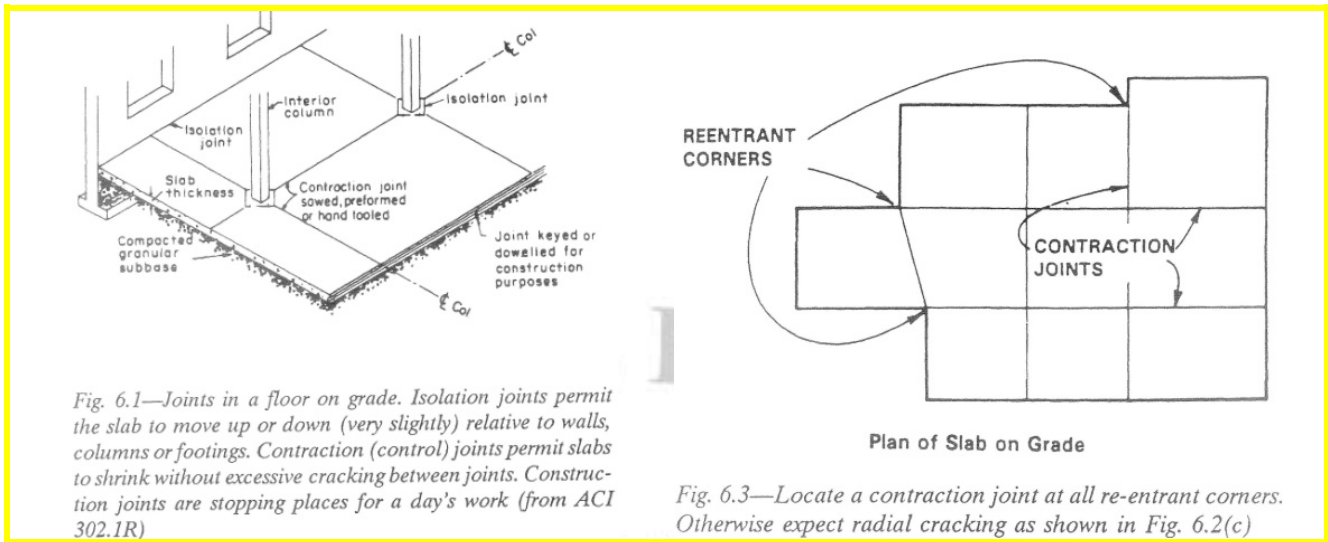 ₵ Col
Isolation joint
Interior
column
Isolation
joint
Slab
thickness
Contraction joint
sawed, preformed
or hand tooled
Compacted
granular
subbase
Joint keyed or
dowelled for
construction
purposes
₵ Col
Fig. 6.1—Joints in a floor on grade. Isolation joints permit
the slab to move up or down (very slightly) relative to walls,
columns or footings. Contraction (control) joints permit slabs
to shrink without excessive cracking between joints. Construc-
tion joints are stopping places for a day's work (from ACI
302.1R)
REENTRANT
CORNERS
CONTRACTION
JOINTS
Plan of Slab on Grade
Fig. 6.3—Locate a contraction joint at all re-entrant corners.
Otherwise expect radial cracking as shown in Fig. 6.2(c)